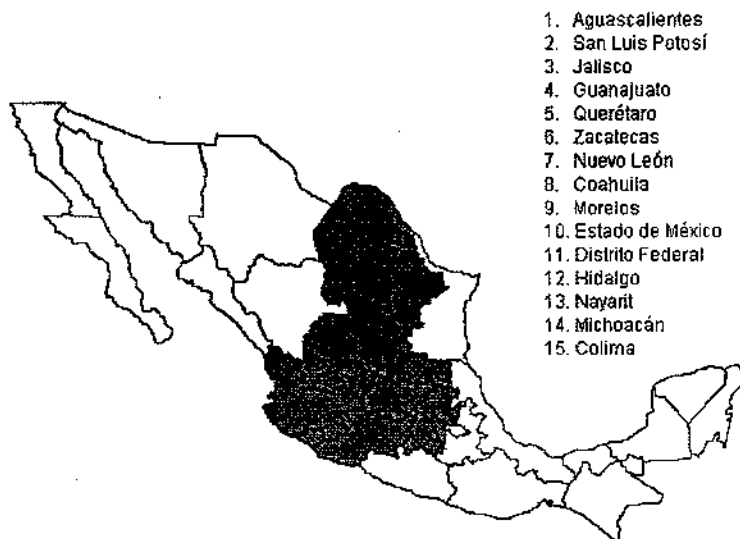 1. Aguascalientes
2. San Luis Potosí
3. Jalisco
4. Guanajuato
5. Querétaro
6. Zacatecas
7. Nuevo León
8. Coahuila
9. Morelos
10. Estado de México
11. Distrito Federal
12. Hidalgo
13. Nayarit
14. Michoacán
15. Colima